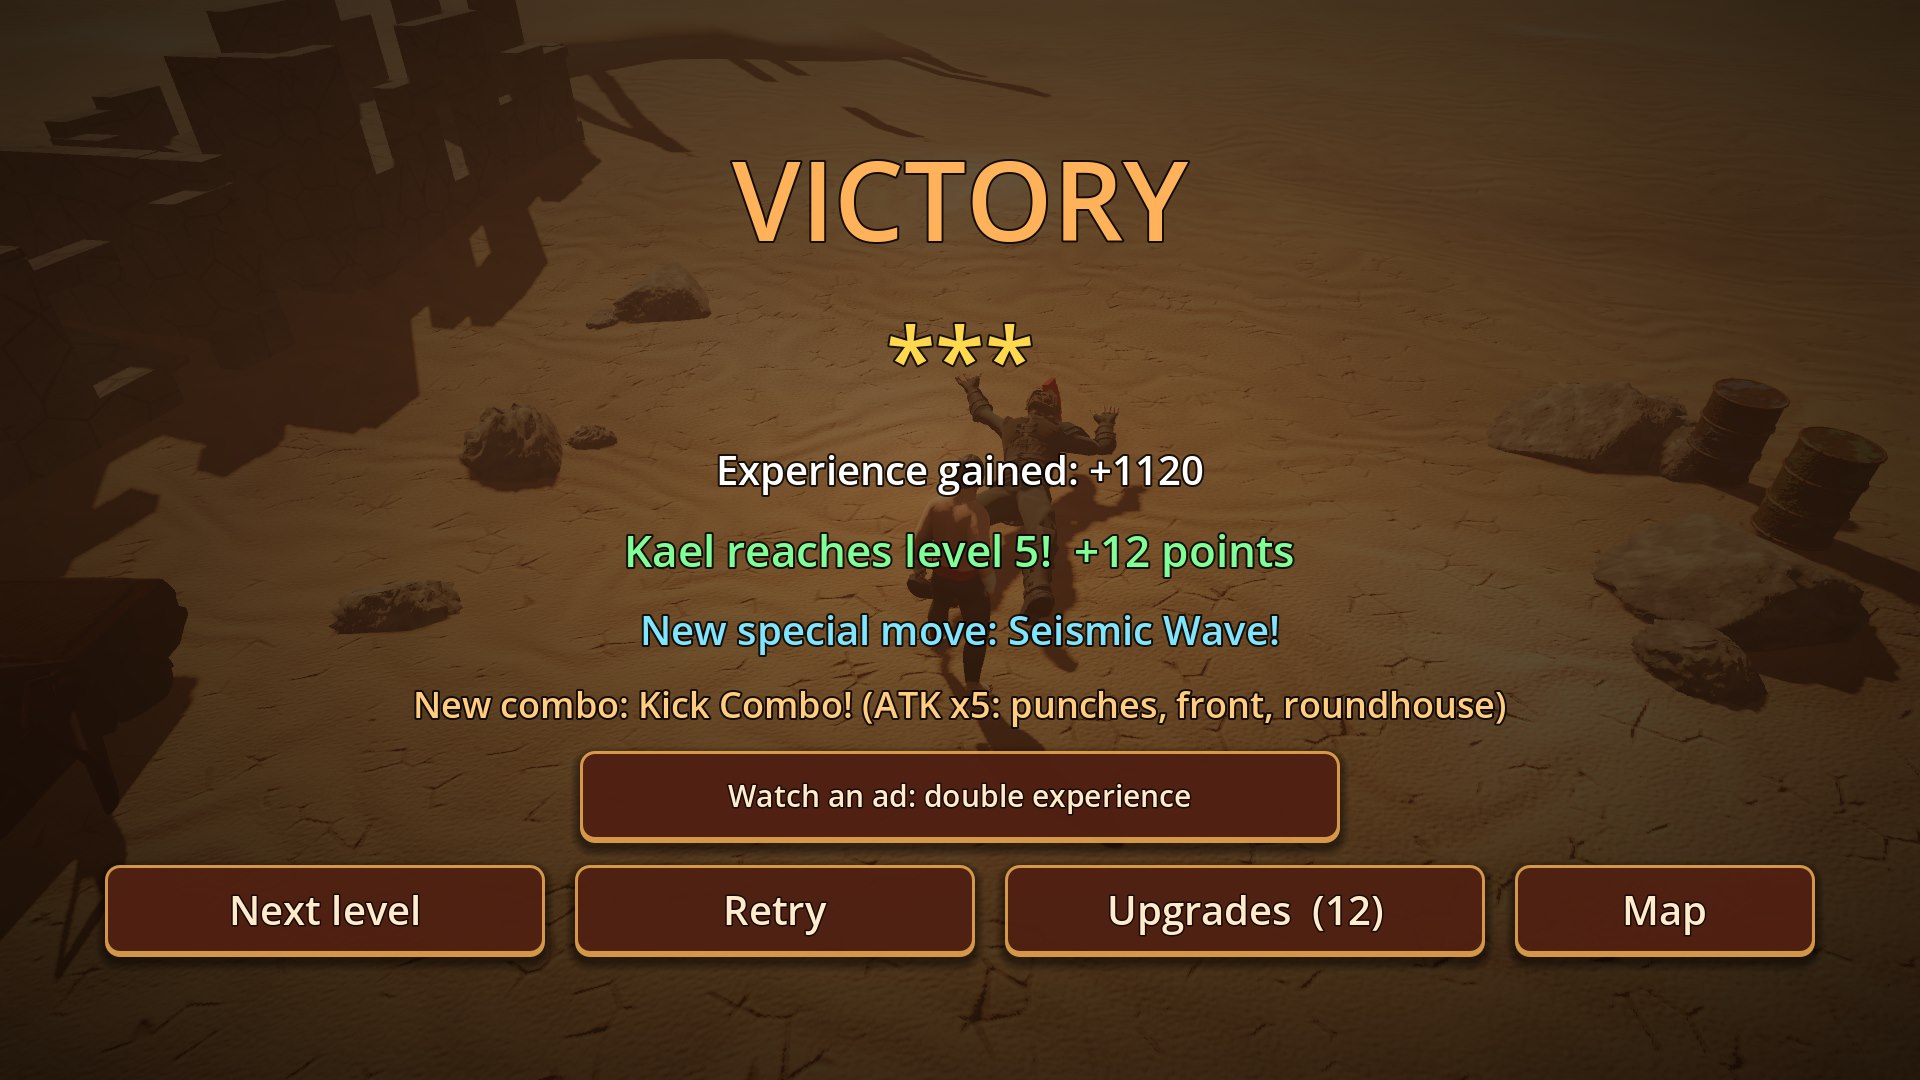 VICTORY
***
Experience gained: +1120
Kael reaches level 5!  +12 points
New special move: Seismic Wave!
New combo: Kick Combo! (ATK x5: punches, front, roundhouse)
Watch an ad: double experience
Next level
Retry
Upgrades  (12)
Map